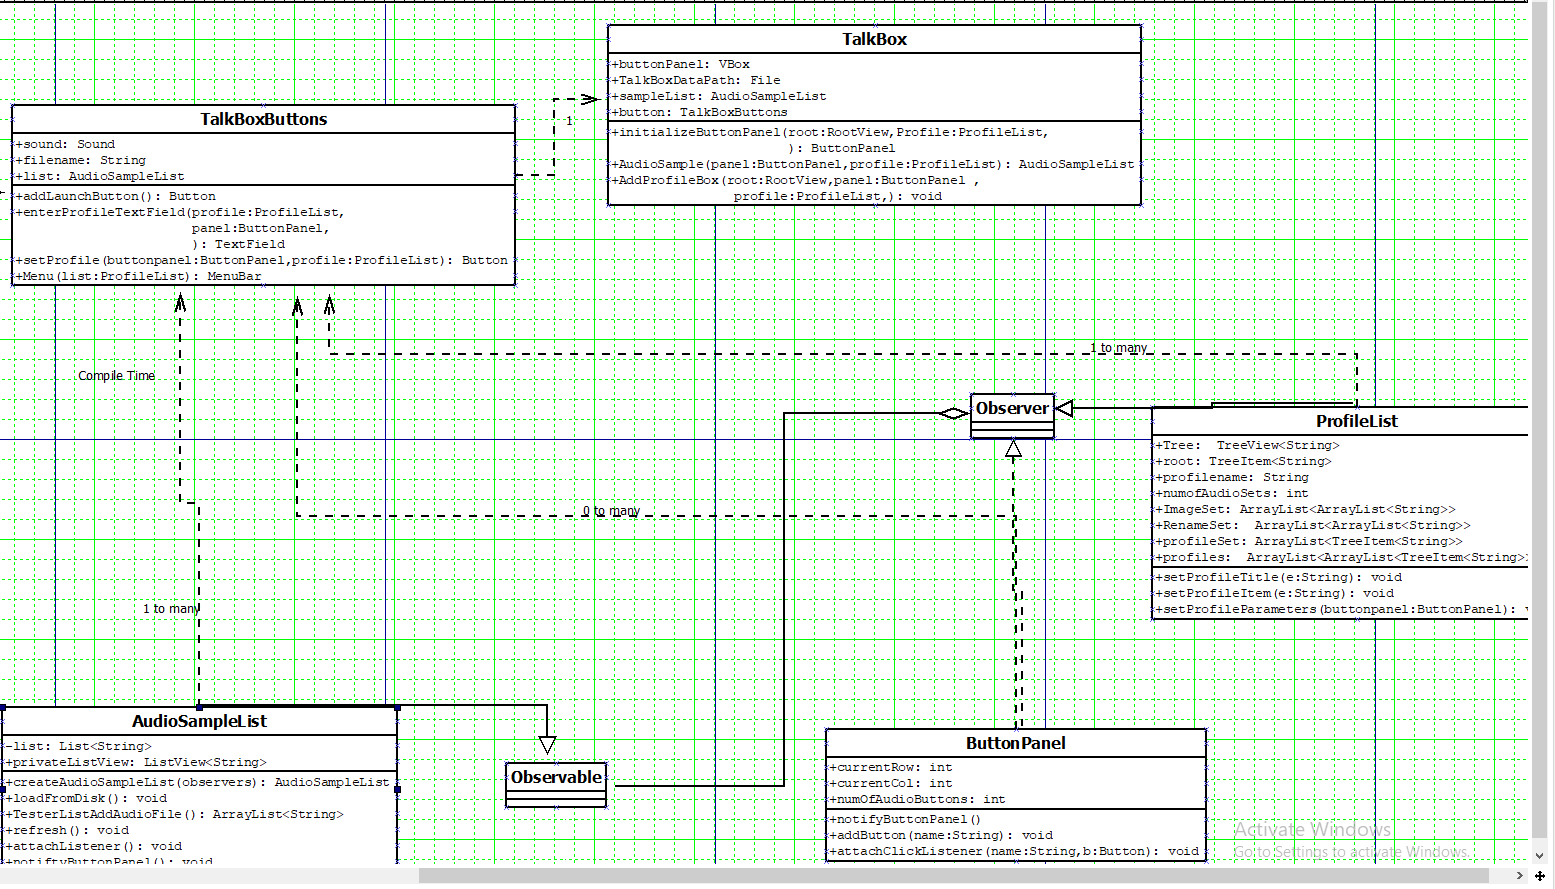 TalkBox
+buttonPanel: VBox
+TalkBoxDataPath: File
+sampleList: AudioSampleList
+button: TalkBoxButtons
+initializeButtonPanel(root:RootView,Profile:ProfileList,
): ButtonPanel
+AudioSample(panel:ButtonPanel,profile:ProfileList): AudioSampleList
+AddProfileBox(root:RootView,panel:ButtonPanel ,
profile:ProfileList,): void
TalkBoxButtons
+sound: Sound
+filename: String
+list: AudioSampleList
+addLaunchButton(): Button
+enterProfileTextField(profile:ProfileList,
panel:ButtonPanel,
): TextField
+setProfile(buttonpanel:ButtonPanel,profile:ProfileList): Button
+Menu(list:ProfileList): MenuBar
1
1 to many
Compile Time
Observer
ProfileList
+Tree:  TreeView<String>
+root: TreeItem<String>
+profilename: String
+numofAudioSets: int
+ImageSet: ArrayList<ArrayList<String>>
+RenameSet:  ArrayList<ArrayList<String>>
+profileSet: ArrayList<TreeItem<String>>
+profiles:  ArrayList<ArrayList<TreeItem<String>
+setProfileTitle(e:String): void
+setProfileItem(e:String): void
+setProfileParameters(buttonpanel:ButtonPanel):
0 to many
1 to many
AudioSampleList
-list: List<String>
+privateListView: ListView<String>
+createAudioSampleList(observers): AudioSampleList
+loadFromDisk(): void
+TesterListAddAudioFile(): ArrayList<String>
+refresh(): void
+attachListener(): void
+notiftyButtonPanel(): void
Observable
ButtonPanel
+currentRow: int
+currentCol: int
+numOfAudioButtons: int
+notifyButtonPanel()
+addButton(name:String): void
+attachClickListener(name:String,b:Button): void
Activate Windows
Go to Settings to activate Windows.